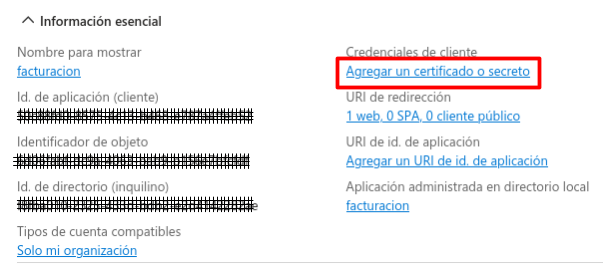 Información esencial
Nombre para mostrar
facturacion
Id. de aplicación (cliente)
Identificador de objeto
Id. de directorio (inquilino)
Tipos de cuenta compatibles
Solo mi organización
Credenciales de cliente
Agregar un certificado o secreto
URI de redirección
1 web, 0 SPA, 0 cliente público
URI de id. de aplicación
Agregar un URI de id. de aplicación
Aplicación administrada en directorio local
facturacion